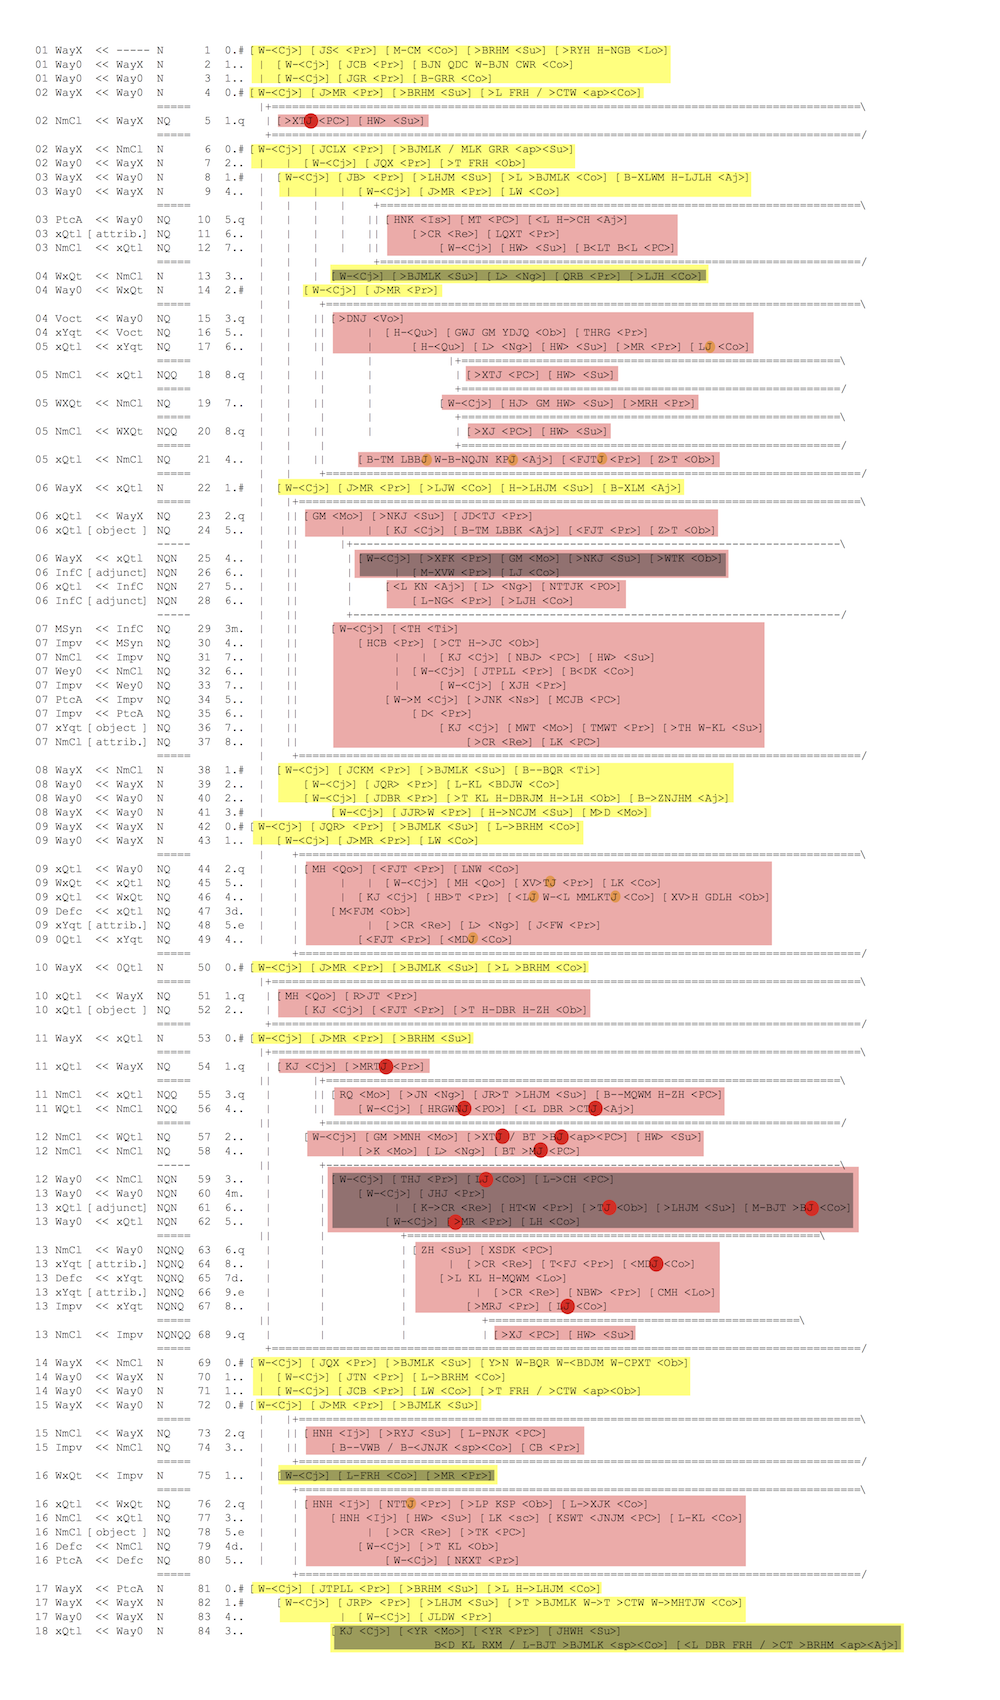 01 WayX << ----- N 1 0.# [W-<Cj>] [JS< <Pr>] [M-CM <Co>] [>BRHM <Su>] [>RYH H-NGB <Lo>]
01 Way0 << WayX N 2 1.. | [W-<Cj>] [JCB <Pr>] [BJN QDC W-BJN CWR <Co>]
01 Way0 << WayX N 3 1.. | [W-<Cj>] [JGR <Pr>] [B-GRR <Co>]
02 WayX << Way0 N 4 0.# [W-<Cj>] [J>MR <Pr>] [>BRHM <Su>] [>L FRH / >CTW <ap><Co>]
02 NmCl << WayX NQ 5 1.q | [>XTJ <PC>] [HW> <Su>]
02 WayX << NmCl N 6 0.# [W-<Cj>] [JCLX <Pr>] [>BJMLK / MLK GRR <ap><Su>]
02 Way0 << WayX N 7 2.. | | [W-<Cj>] [JQX <Pr>] [>T FRH <Ob>]
03 WayX << Way0 N 8 1.# | [W-<Cj>] [JB> <Pr>] [>LHJM <Su>] [>L >BJMLK <Co>] [B-XLWM H-LJLH <Aj>]
03 Way0 << WayX N 9 4.. | | | | [W-<Cj>] [J>MR <Pr>] [LW <Co>]
03 PtcA << Way0 NQ 10 5.q | | | | || [HNK <Is>] [MT <PC>] [<L H->CH <Aj>]
03 xQtl [attrib.] NQ 11 6.. | | | | || [>CR <Re>] [LQXT <Pr>]
03 NmCl << xQtl NQ 12 7.. | | | | || [W-<Cj>] [HW> <Su>] [B<LT B<L <PC>]
04 WxQt << NmCl N 13 3.. | | | [W-<Cj>] [>BJMLK <Su>] [L> <Ng>] [QRB <Pr>] [>LJH <Co>]
04 Way0 << WxQt N 14 2.# | | [W-<Cj>] [J>MR <Pr>]
04 Voct << Way0 NQ 15 3.q | | || [>DNJ <Vo>]
04 xYqt << Voct NQ 16 5.. | | || | [H-<Qu>] [GWJ GM YDJQ <Ob>] [THRG <Pr>]
05 xQtl << xYqt NQ 17 6.. | | || [H-<Qu>] [L> <Ng>] [HW> <Su>] [>MR <Pr>] [LJ <Co>]
05 NmCl << xQtl NQQ 18 8.q | | || | | [>XTJ <PC>] [HW> <Su>]
05 WXQt << NmCl NQ 19 7.. | | || | [W-<Cj>] [HJ> GM HW> <Su>] [>MRH <Pr>]
05 NmCl << WXQt NQQ 20 8.q | | || | | [>XJ <PC>] [HW> <Su>]
05 xQtl << NmCl NQ 21 4.. | | || [B-TM LBBJ W-B-NQJN KPJ <Aj>] [<FJTJ <Pr>] [Z>T <Ob>]
06 WayX << xQtl N 22 1.# | [W-<Cj>] [J>MR <Pr>] [>LJW <Co>] [H->LHJM <Su>] [B-XLM <Aj>]
06 xQtl << WayX NQ 23 2.q | || [GM <Mo>] [>NKJ <Su>] [JD<TJ <Pr>]
06 xQtl [object ] NQ 24 5.. | || | [KJ <Cj>] [B-TM LBBK <Aj>] [<FJT <Pr>] [Z>T <Ob>]
06 WayX << xQtl NQN 25 4.. | || | [W-<Cj>] [>XFK <Pr>] [GM <Mo>] [>NKJ <Su>] [>WTK <Ob>]
06 InfC [adjunct] NQN 26 6.. | || | | [M-XVW <Pr>] [LJ <Co>]
06 xQtl << InfC NQN 27 5.. | || | [<L KN <Aj>] [L> <Ng>] [NTTJK <PO>]
06 InfC [adjunct] NQN 28 6.. | || | [L-NG< <Pr>] [>LJH <Co>]
07 MSyn << InfC NQ 29 3m. | || [W-<Cj>] [<TH <Ti>]
07 Impv << MSyn NQ 30 4.. | || [HCB <Pr>] [>CT H->JC <Ob>]
07 NmCl << Impv NQ 31 7.. | || | | [KJ <Cj>] [NBJ> <PC>] [HW> <Su>]
07 Wey0 << NmCl NQ 32 6.. | || | [W-<Cj>] [JTPLL <Pr>] [B<DK <Co>]
07 Impv << Wey0 NQ 33 7.. | || | [W-<Cj>] [XJH <Pr>]
07 PtcA << Impv NQ 34 5.. | || [W->M <Cj>] [>JNK <Ns>] [MCJB <PC>]
07 Impv << PtcA NQ 35 6.. | || [D< <Pr>]
07 xYqt [object ] NQ 36 7.. | || [KJ <Cj>] [MWT <Mo>] [TMWT <Pr>] [>TH W-KL <Su>]
07 NmCl [attrib.] NQ 37 8.. | || [>CR <Re>] [LK <PC>]
08 WayX << NmCl N 38 1.# | [W-<Cj>] [JCKM <Pr>] [>BJMLK <Su>] [B--BQR <Ti>]
08 Way0 << WayX N 39 2.. | [W-<Cj>] [JQR> <Pr>] [L-KL <BDJW <Co>]
08 Way0 << Way0 N 40 2.. | [W-<Cj>] [JDBR <Pr>] [>T KL H-DBRJM H->LH <Ob>] [B->ZNJHM <Aj>]
08 WayX << Way0 N 41 3.# | [W-<Cj>] [JJR>W <Pr>] [H->NCJM <Su>] [M>D <Mo>]
09 WayX << WayX N 42 0.# [W-<Cj>] [JQR> <Pr>] [>BJMLK <Su>] [L->BRHM <Co>]
09 Way0 << WayX N 43 1.. | [W-<Cj>] [J>MR <Pr>] [LW <Co>]
09 xQtl << Way0 NQ 44 2.q | | [MH <Qo>] [<FJT <Pr>] [LNW <Co>]
09 WxQt << xQtl NQ 45 5.. | | | | [W-<Cj>] [MH <Qo>] [XV>TJ <Pr>] [LK <Co>]
09 xQtl << WxQt NQ 46 4.. | | | [KJ <Cj>] [HB>T <Pr>] [<LJ W-<L MMLKTJ <Co>] [XV>H GDLH <Ob>]
09 Defc << xQtl NQ 47 3d. | | [M<FJM <Ob>]
09 xYqt [attrib.] NQ 48 5.e | | | [>CR <Re>] [L> <Ng>] [J<FW <Pr>]
09 0Qtl << xYqt NQ 49 4.. | | [<FJT <Pr>] [<MDJ <Co>]
10 WayX << 0Qtl N 50 0.# [W-<Cj>] [J>MR <Pr>] [>BJMLK <Su>] [>L >BRHM <Co>]
10 xQtl << WayX NQ 51 1.q | [MH <Qo>] [R>JT <Pr>]
10 xQtl [object ] NQ 52 2.. | [KJ <Cj>] [<FJT <Pr>] [>T H-DBR H-ZH <Ob>]
11 WayX << xQtl N 53 0.# [W-<Cj>] [J>MR <Pr>] [>BRHM <Su>]
11 xQtl << WayX NQ 54 1.q | [KJ <Cj>] [>MRTJ <Pr>]
11 NmCl << xQtl NQQ 55 3.q || || [RQ <Mo>] [>JN <Ng>] [JR>T >LHJM <Su>] [B--MQWM H-ZH <PC>]
11 WQtl << NmCl NQQ 56 4.. || || | [W-<Cj>] [HRGWNJ <PO>] [<L DBR >CTJ <Aj>]
12 NmCl << WQtl NQ 57 2.. || [W-<Cj>] [GM >MNH <Mo>] [>XTJ / BT >BJ <ap><PC>] [HW> <Su>]
12 NmCl << NmCl NQ 58 4.. || | [>K <Mo>] [L> <Ng>] [BT >MJ <PC>]
12 Way0 << NmCl NQN 59 3.. || | [W-<Cj>] [THJ <Pr>] [LJ <Co>] [L->CH <PC>]
13 Way0 << Way0 NQN 60 4m. || | [W-<Cj>] [JHJ <Pr>]
13 xQtl [adjunct] NQN 61 6.. || | [K->CR <Re>] [HT<W <Pr>] [>TJ <Ob>] [>LHJM <Su>] [M-BJT >BJ <Co>]
13 Way0 << xQtl NQN 62 5.. || | [W-<Cj>] [>MR <Pr>] [LH <Co>]
13 NmCl << Way0 NQNQ 63 6.q || | | [ZH <Su>] [XSDK <PC>]
13 xYqt [attrib.] NQNQ 64 8.. || | | | [>CR <Re>] [T<FJ <Pr>] [<MDJ <Co>]
13 Defc << xYqt NQNQ 65 7d. || | | [>L KL H-MQWM <Lo>]
13 xYqt [attrib.] NQNQ 66 9.e || | | | [>CR <Re>] [NBW> <Pr>] [CMH <Lo>]
13 Impv << xYqt NQNQ 67 8.. || | | [>MRJ <Pr>] [LJ <Co>]
13 NmCl << Impv NQNQQ 68 9.q || | | | [>XJ <PC>] [HW> <Su>]
14 WayX << NmCl N 69 0.# [W-<Cj>] [JQX <Pr>] [>BJMLK <Su>] [Y>N W-BQR W-<BDJM W-CPXT <Ob>]
14 Way0 << WayX N 70 1.. | [W-<Cj>] [JTN <Pr>] [L->BRHM <Co>]
14 Way0 << Way0 N 71 1.. | [W-<Cj>] [JCB <Pr>] [LW <Co>] [>T FRH / >CTW <ap><Ob>]
15 WayX << Way0 N 72 0.# [W-<Cj>] [J>MR <Pr>] [>BJMLK <Su>]
15 NmCl << WayX NQ 73 2.q | || [HNH <Ij>] [>RYJ <Su>] [L-PNJK <PC>]
15 Impv << NmCl NQ 74 3.. | || [B--VWB / B-<JNJK <sp><Co>] [CB <Pr>]
16 WxQt << Impv N 75 1.. | [W-<Cj>] [L-FRH <Co>] [>MR <Pr>]
16 xQtl << WxQt NQ 76 2.q | | [HNH <Ij>] [NTTJ <Pr>] [>LP KSP <Ob>] [L->XJK <Co>]
16 NmCl << xQtl NQ 77 3.. | | [HNH <Ij>] [HW> <Su>] [LK <sc>] [KSWT <JNJM <PC>] [L-KL <Co>]
16 NmCl [object ] NQ 78 5.e | | | [>CR <Re>] [>TK <PC>]
16 Defc << NmCl NQ 79 4d. | | [W-<Cj>] [>T KL <Ob>]
16 PtcA << Defc NQ 80 5.. | | [W-<Cj>] [NKXT <Pr>]
17 WayX << PtcA N 81 0.# [W-<Cj>] [JTPLL <Pr>] [>BRHM <Su>] [>L H->LHJM <Co>]
17 WayX << WayX N 82 1.# [W-<Cj>] [JRP> <Pr>] [>LHJM <Su>] [>T >BJMLK W->T >CTW W->MHTJW <Co>]
17 Way0 << WayX N 83 4.. | [W-<Cj>] [JLDW <Pr>]
18 xQtl << Way0 N 84 3.. [KJ <Cj>] [<YR <Mo>] [<YR <Pr>] [JHWH <Su>]
B<D KL RXM / L-BJT >BJMLK <sp><Co>] [<L DBR FRH / >CT >BRHM <ap><Aj>]